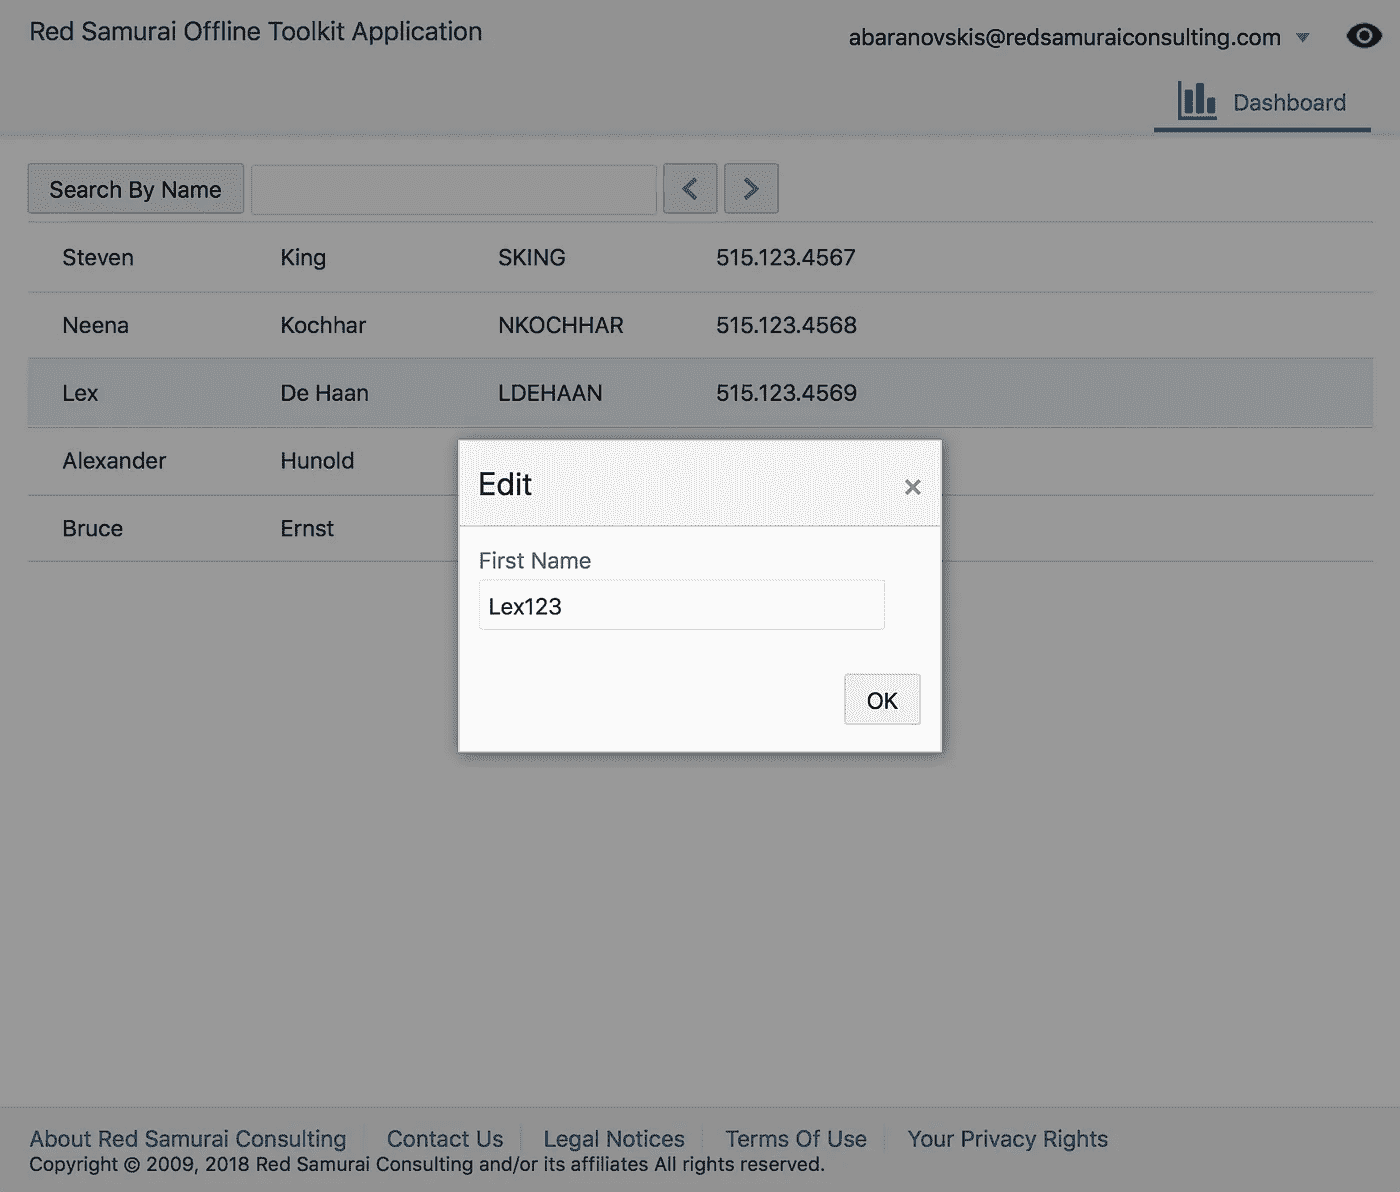 Red Samurai Offline Toolkit Application
abaranovskis@redsamuraiconsulting.com
Dashboard
Search By Name
Steven King SKING 515.123.4567
Neena Kochhar NKOCHHAR 515.123.4568
Lex De Haan LDEHAAN 515.123.4569
Alexander Hunold
Bruce Ernst
Edit ×
First Name
Lex123
OK
About Red Samurai Consulting Contact Us Legal Notices Terms Of Use Your Privacy Rights
Copyright © 2009, 2018 Red Samurai Consulting and/or its affiliates All rights reserved.